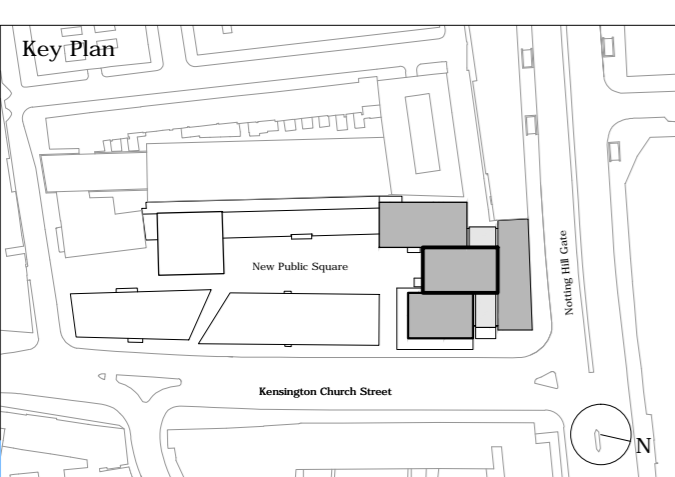 Key Plan
New Public Square
Notting Hill Gate
Kensington Church Street
N